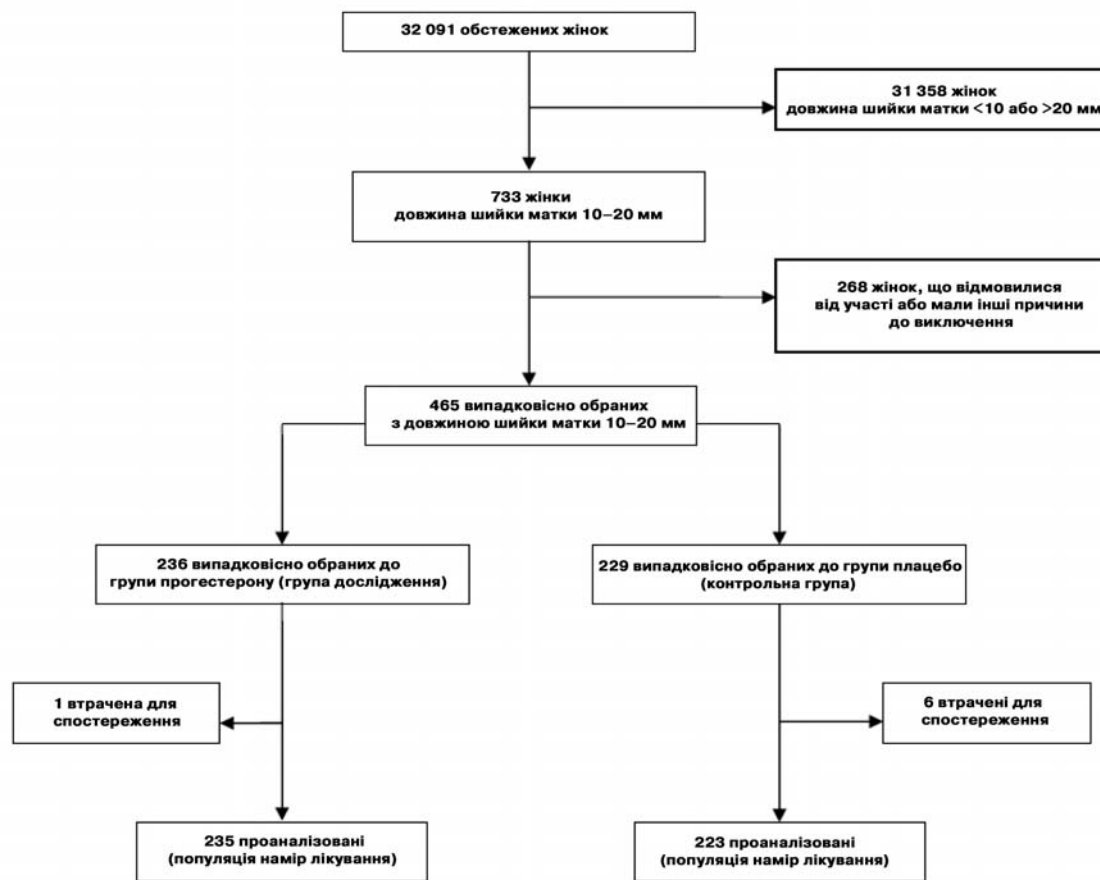 32 091 обстежених жінок
31 358 жінок
довжина шийки матки <10 або >20 мм
733 жінки
довжина шийки матки 10–20 мм
268 жінок, що відмовилися
від участі або мали інші причини
до виключення
465 випадковісно обраних
з довжиною шийки матки 10–20 мм
236 випадковісно обраних до
групи прогестерону (група дослідження)
229 випадковісно обраних до групи плацебо
(контрольна група)
1 втрачена для
спостереження
6 втрачені для
спостереження
235 проаналізовані
(популяція намір лікування)
223 проаналізовані
(популяція намір лікування)